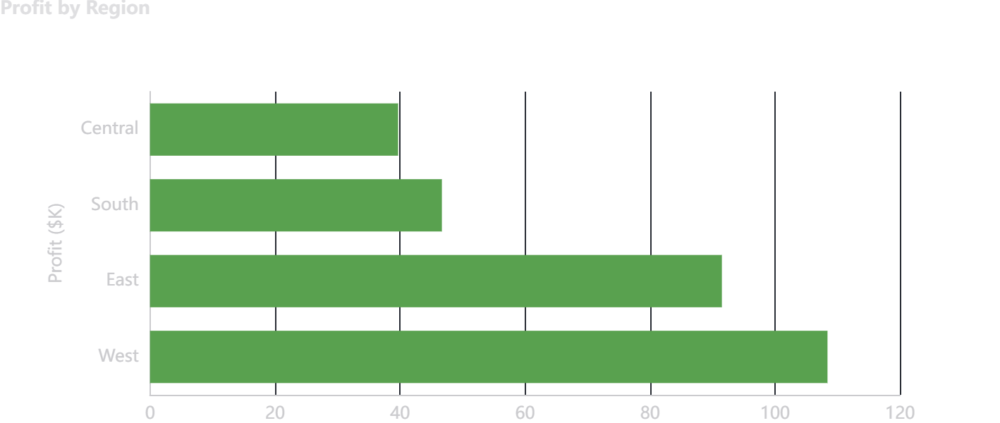 Profit by Region
Profit ($K)
Central
South
East
West
0 20 40 60 80 100 120